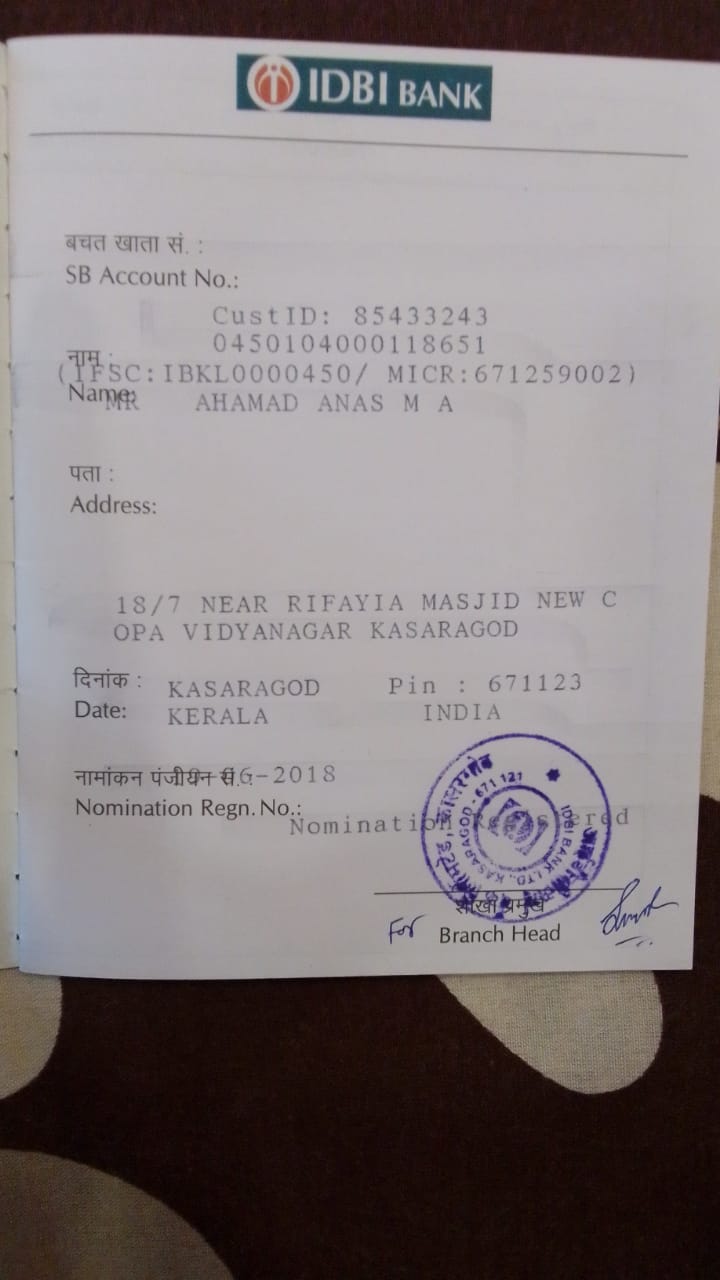 IDBI BANK
बचत खाता सं. :
SB Account No.:
CustID: 85433243
0450104000118651
नाम :
(IFSC:IBKL0000450/ MICR:671259002)
Name:
MR AHAMAD ANAS M A
पता :
Address:
18/7 NEAR RIFAYIA MASJID NEW C
OPA VIDYANAGAR KASARAGOD
दिनांक :
KASARAGOD Pin : 671123
Date:
KERALA INDIA
नामांकन पंजीयन सं.:
-2018
Nomination Regn. No.:
Nomination Registered
IDBI BANK LTD., KASARAGOD - 671 121
शाखा प्रमुख
For Branch Head